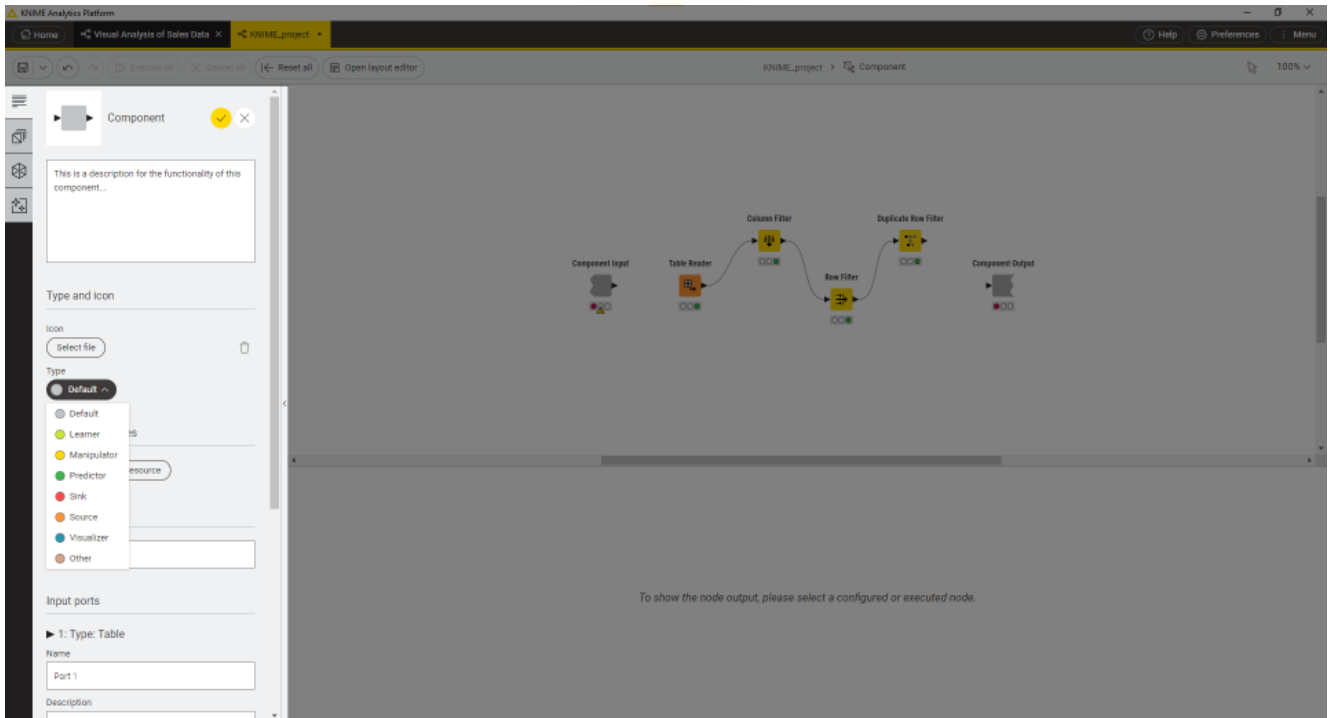 KNIME Analytics Platform
Home
Visual Analysis of Sales Data
KNIME_project
Help
Preferences
Menu
Execute all
Cancel all
Reset all
Open layout editor
KNIME_project > Component
100%
Component
This is a description for the functionality of this
component...
Type and icon
Icon
Select file
Type
Default
Default
Learner
Manipulator
Predictor
Sink
Source
Visualizer
Other
esource
Input ports
1: Type: Table
Name
Port 1
Description
Component Input
Table Reader
Column Filter
Row Filter
Duplicate Row Filter
Component Output
To show the node output, please select a configured or executed node.